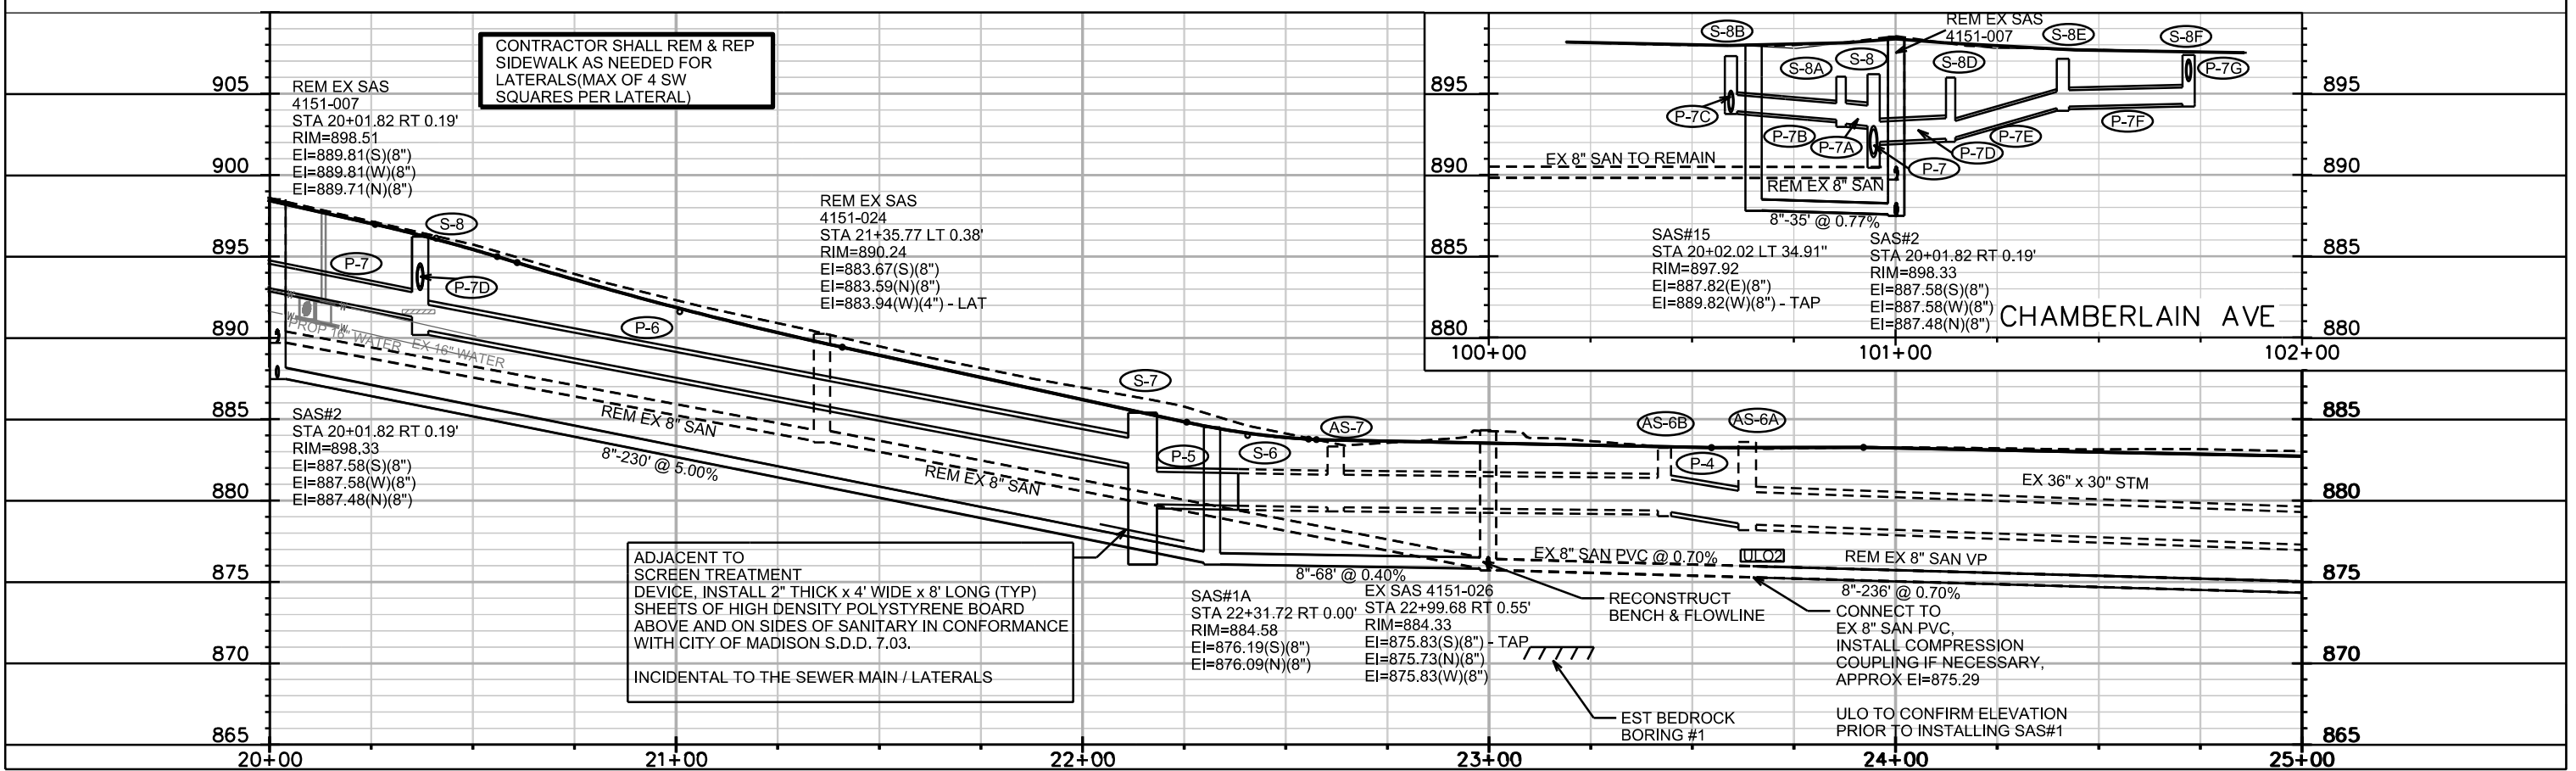 CONTRACTOR SHALL REM & REP
SIDEWALK AS NEEDED FOR
LATERALS(MAX OF 4 SW
SQUARES PER LATERAL)
905
900
895
890
885
880
875
870
865
REM EX SAS
4151-007
STA 20+01.82 RT 0.19'
RIM=898.51
EI=889.81(S)(8")
EI=889.81(W)(8")
EI=889.71(N)(8")
S-8
P-7
P-7D
PROP 16" WATER
EX 16" WATER
W
W
W
W
P-6
REM EX SAS
4151-024
STA 21+35.77 LT 0.38'
RIM=890.24
EI=883.67(S)(8")
EI=883.59(N)(8")
EI=883.94(W)(4") - LAT
SAS#2
STA 20+01.82 RT 0.19'
RIM=898.33
EI=887.58(S)(8")
EI=887.58(W)(8")
EI=887.48(N)(8")
REM EX 8" SAN
8"-230' @ 5.00%
REM EX 8" SAN
S-7
P-5
S-6
AS-7
AS-6B
AS-6A
P-4
EX 36" x 30" STM
EX 8" SAN PVC @ 0.70%
ULO2
REM EX 8" SAN VP
8"-68' @ 0.40%
8"-236' @ 0.70%
ADJACENT TO
SCREEN TREATMENT
DEVICE, INSTALL 2" THICK x 4' WIDE x 8' LONG (TYP)
SHEETS OF HIGH DENSITY POLYSTYRENE BOARD
ABOVE AND ON SIDES OF SANITARY IN CONFORMANCE
WITH CITY OF MADISON S.D.D. 7.03.
INCIDENTAL TO THE SEWER MAIN / LATERALS
SAS#1A
STA 22+31.72 RT 0.00'
RIM=884.58
EI=876.19(S)(8")
EI=876.09(N)(8")
EX SAS 4151-026
STA 22+99.68 RT 0.55'
RIM=884.33
EI=875.83(S)(8") - TAP
EI=875.73(N)(8")
EI=875.83(W)(8")
RECONSTRUCT
BENCH & FLOWLINE
EST BEDROCK
BORING #1
CONNECT TO
EX 8" SAN PVC,
INSTALL COMPRESSION
COUPLING IF NECESSARY,
APPROX EI=875.29
ULO TO CONFIRM ELEVATION
PRIOR TO INSTALLING SAS#1
20+00
21+00
22+00
23+00
24+00
25+00
885
880
875
870
865
REM EX SAS
4151-007
S-8B
S-8A
S-8
S-8D
S-8E
S-8F
P-7G
P-7C
P-7B
P-7A
P-7
P-7D
P-7E
P-7F
895
890
885
880
895
890
885
880
EX 8" SAN TO REMAIN
REM EX 8" SAN
8"-35' @ 0.77%
SAS#15
STA 20+02.02 LT 34.91"
RIM=897.92
EI=887.82(E)(8")
EI=889.82(W)(8") - TAP
SAS#2
STA 20+01.82 RT 0.19'
RIM=898.33
EI=887.58(S)(8")
EI=887.58(W)(8")
EI=887.48(N)(8")
CHAMBERLAIN AVE
100+00
101+00
102+00